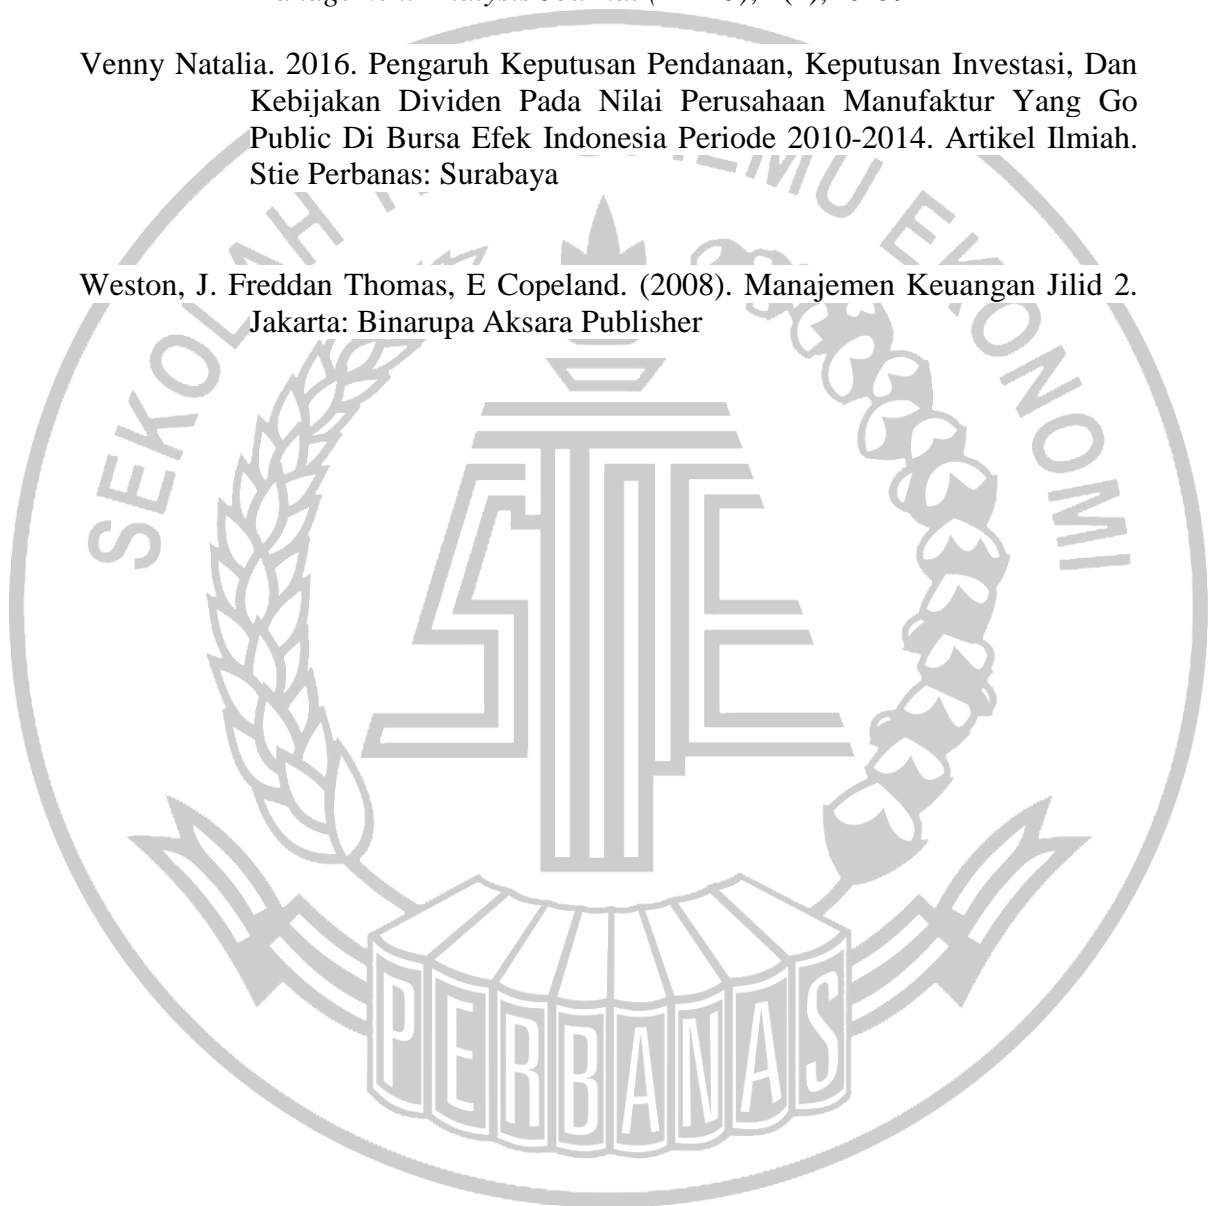 Venny Natalia. 2016. Pengaruh Keputusan Pendanaan, Keputusan Investasi, Dan
Kebijakan Dividen Pada Nilai Perusahaan Manufaktur Yang Go
Public Di Bursa Efek Indonesia Periode 2010-2014. Artikel Ilmiah.
Stie Perbanas: Surabaya
Weston, J. Freddan Thomas, E Copeland. (2008). Manajemen Keuangan Jilid 2.
Jakarta: Binarupa Aksara Publisher
SEKOLAH EKONOMI
STIE
PERBANAS